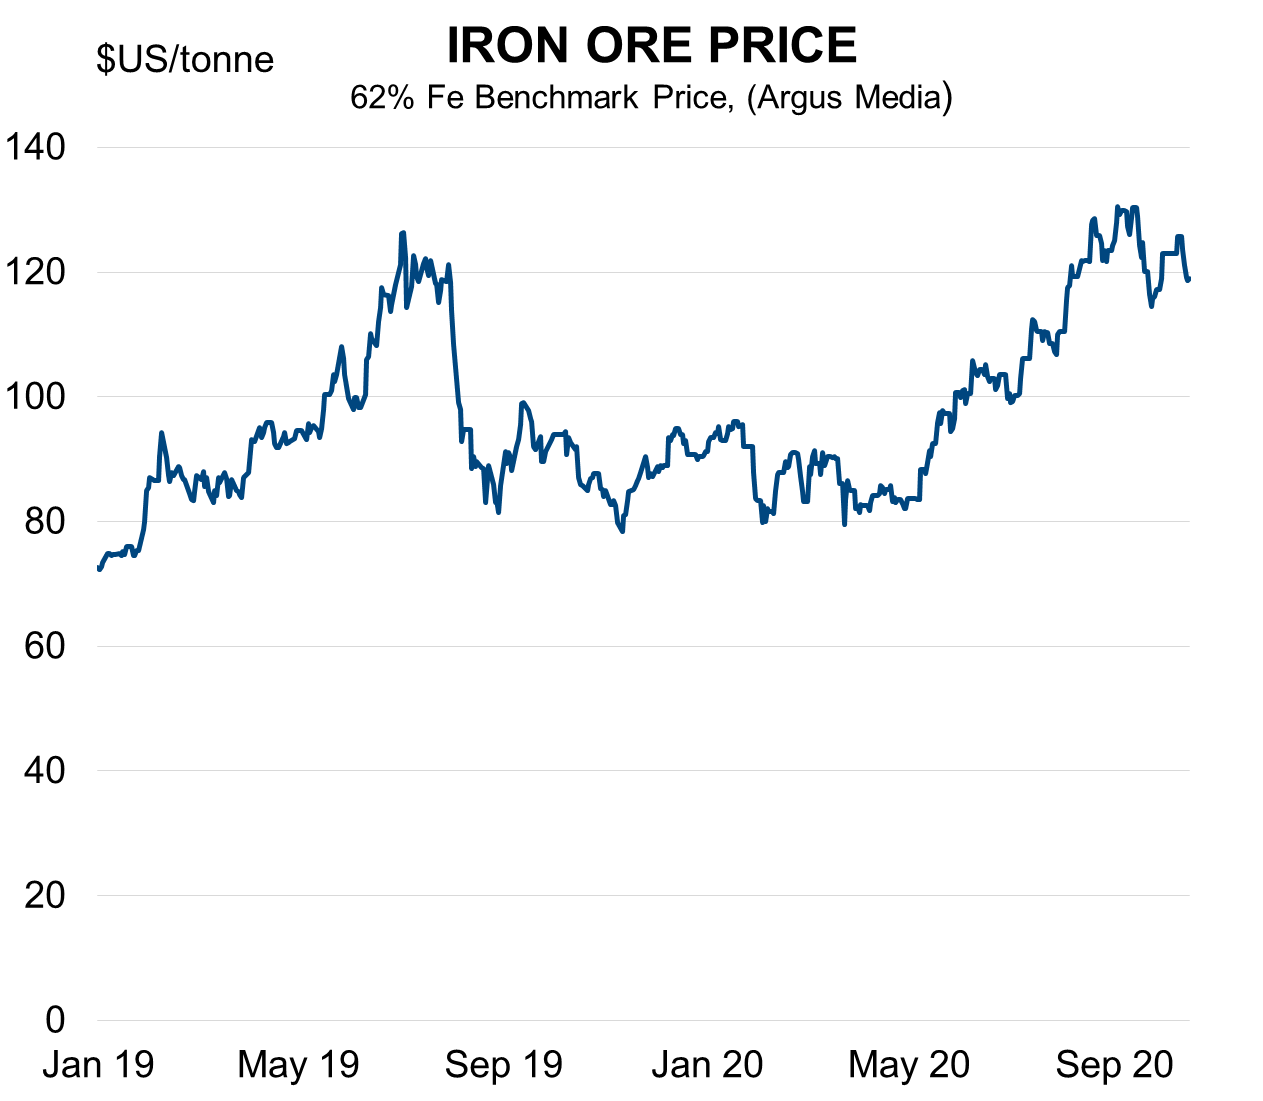 IRON ORE PRICE
$US/tonne
62% Fe Benchmark Price, (Argus Media)
140
120
100
80
60
40
20
0
Jan 19 May 19 Sep 19 Jan 20 May 20 Sep 20